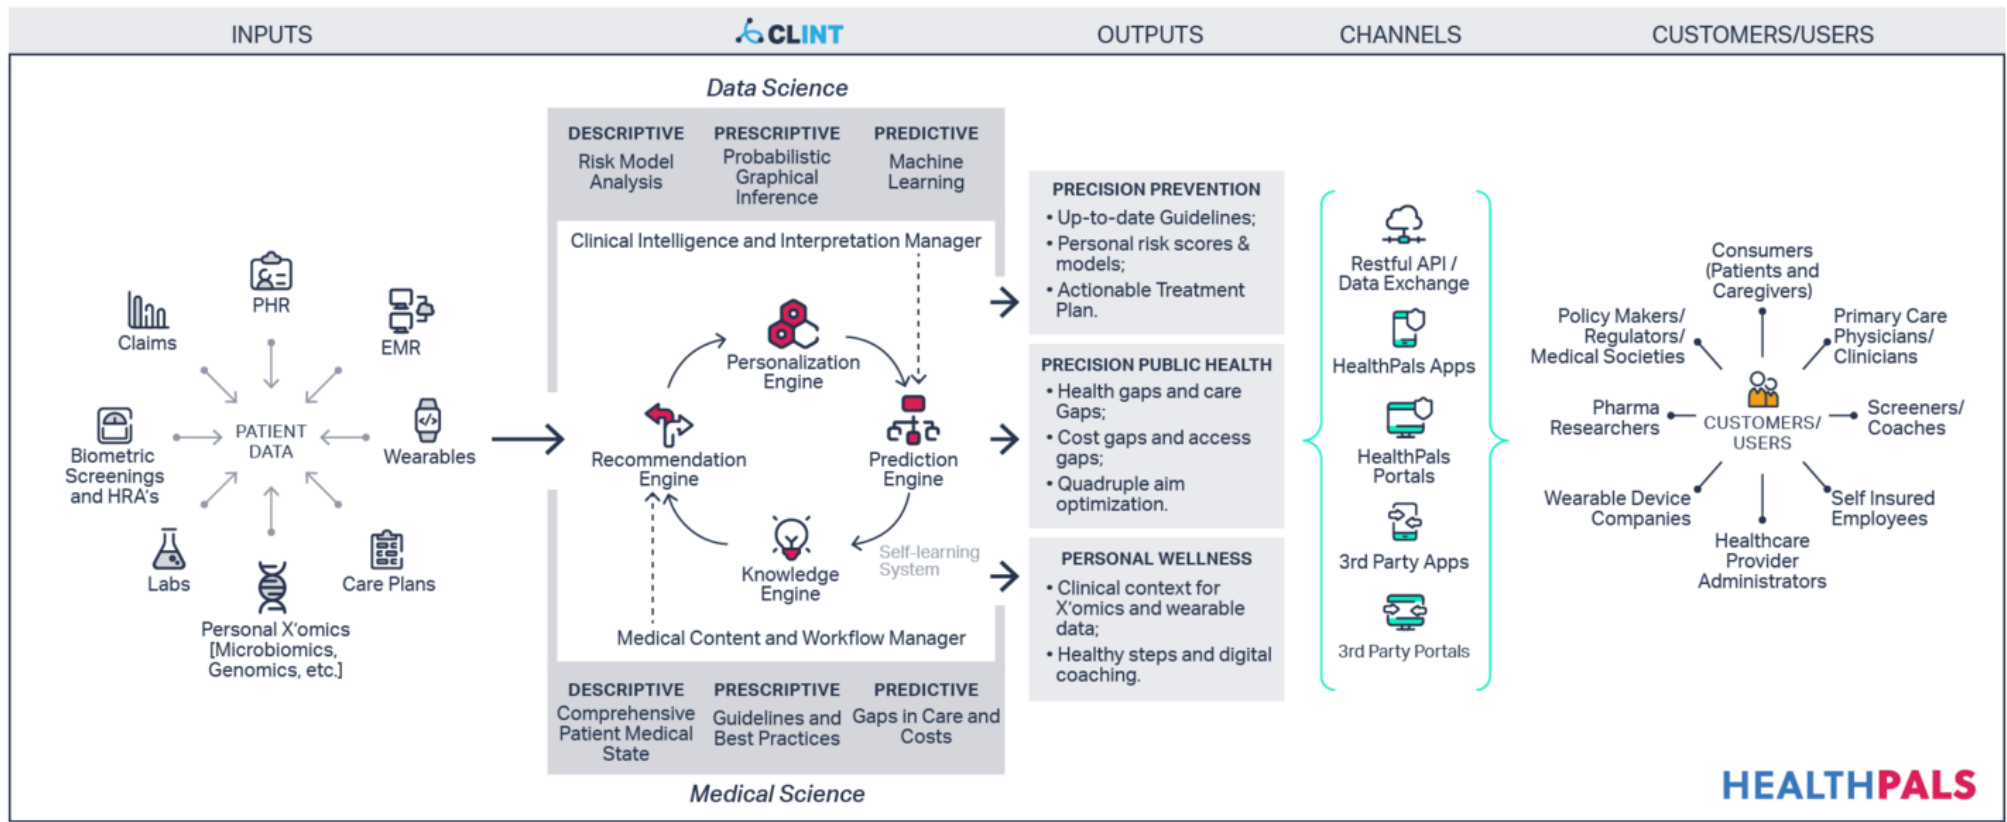 INPUTS
CLINT
OUTPUTS
CHANNELS
CUSTOMERS/USERS
Claims
PHR
EMR
Biometric
Screenings
and HRA's
PATIENT
DATA
Wearables
Labs
Personal X'omics
[Microbiomics,
Genomics, etc.]
Care Plans
Data Science
DESCRIPTIVE
Risk Model
Analysis
PRESCRIPTIVE
Probabilistic
Graphical
Inference
PREDICTIVE
Machine
Learning
Clinical Intelligence and Interpretation Manager
Personalization
Engine
Recommendation
Engine
Prediction
Engine
Knowledge
Engine
Self-learning
System
Medical Content and Workflow Manager
DESCRIPTIVE
Comprehensive
Patient Medical
State
PRESCRIPTIVE
Guidelines and
Best Practices
PREDICTIVE
Gaps in Care and
Costs
Medical Science
PRECISION PREVENTION
• Up-to-date Guidelines;
• Personal risk scores &
models;
• Actionable Treatment
Plan.
PRECISION PUBLIC HEALTH
• Health gaps and care
Gaps;
• Cost gaps and access
gaps;
• Quadruple aim
optimization.
PERSONAL WELLNESS
• Clinical context for
X'omics and wearable
data;
• Healthy steps and digital
coaching.
Restful API /
Data Exchange
HealthPals Apps
HealthPals
Portals
3rd Party Apps
3rd Party Portals
Consumers
(Patients and
Caregivers)
Policy Makers/
Regulators/
Medical Societies
Primary Care
Physicians/
Clinicians
Pharma
Researchers
CUSTOMERS/
USERS
Screeners/
Coaches
Wearable Device
Companies
Self Insured
Employees
Healthcare
Provider
Administrators
HEALTHPALS